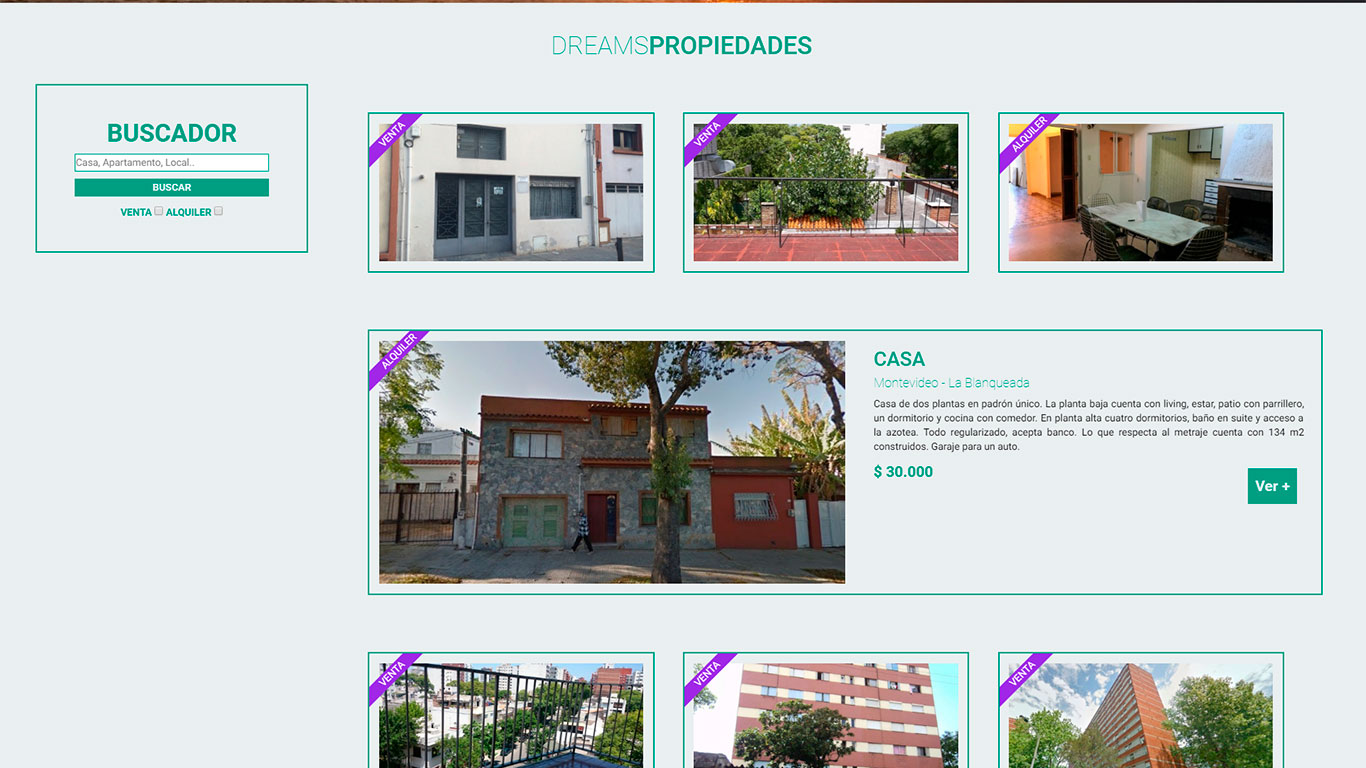 DREAMSPROPIEDADES
BUSCADOR
Casa, Apartamento, Local..
BUSCAR
VENTA ALQUILER
VENTA
VENTA
ALQUILER
ALQUILER
CASA
Montevideo - La Blanqueada
Casa de dos plantas en padrón único. La planta baja cuenta con living, estar, patio con parrillero,
un dormitorio y cocina con comedor. En planta alta cuatro dormitorios, baño en suite y acceso a
la azotea. Todo regularizado, acepta banco. Lo que respecta al metraje cuenta con 134 m2
construidos. Garaje para un auto.
$ 30.000
Ver +
VENTA
VENTA
VENTA